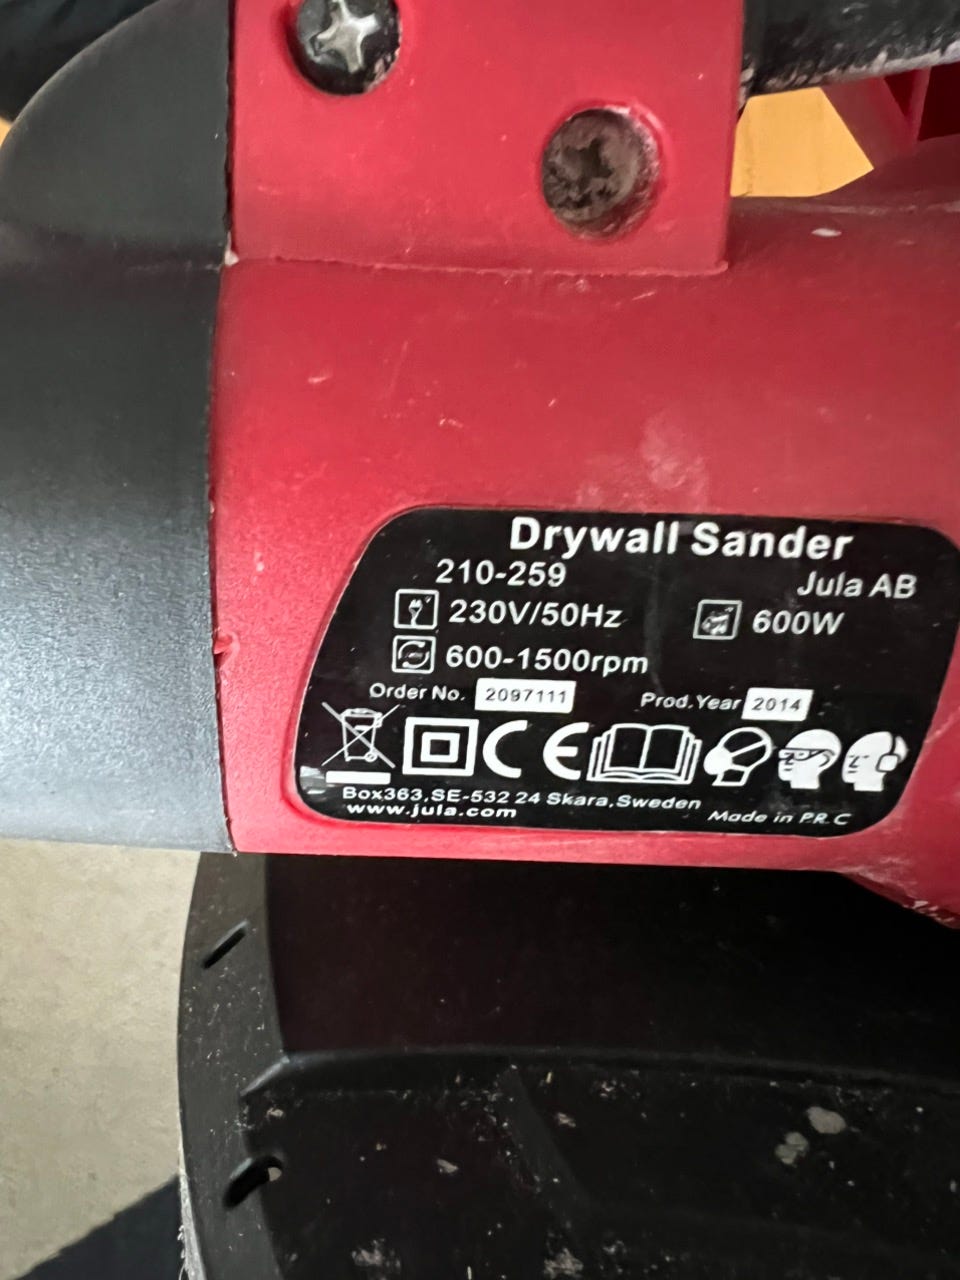 Drywall Sander
210-259
Jula AB
230V/50Hz
600W
600-1500rpm
Order No. 2097111
Prod.Year 2014
CE
Box363,SE-532 24 Skara,Sweden
www.jula.com
Made in P.R.C